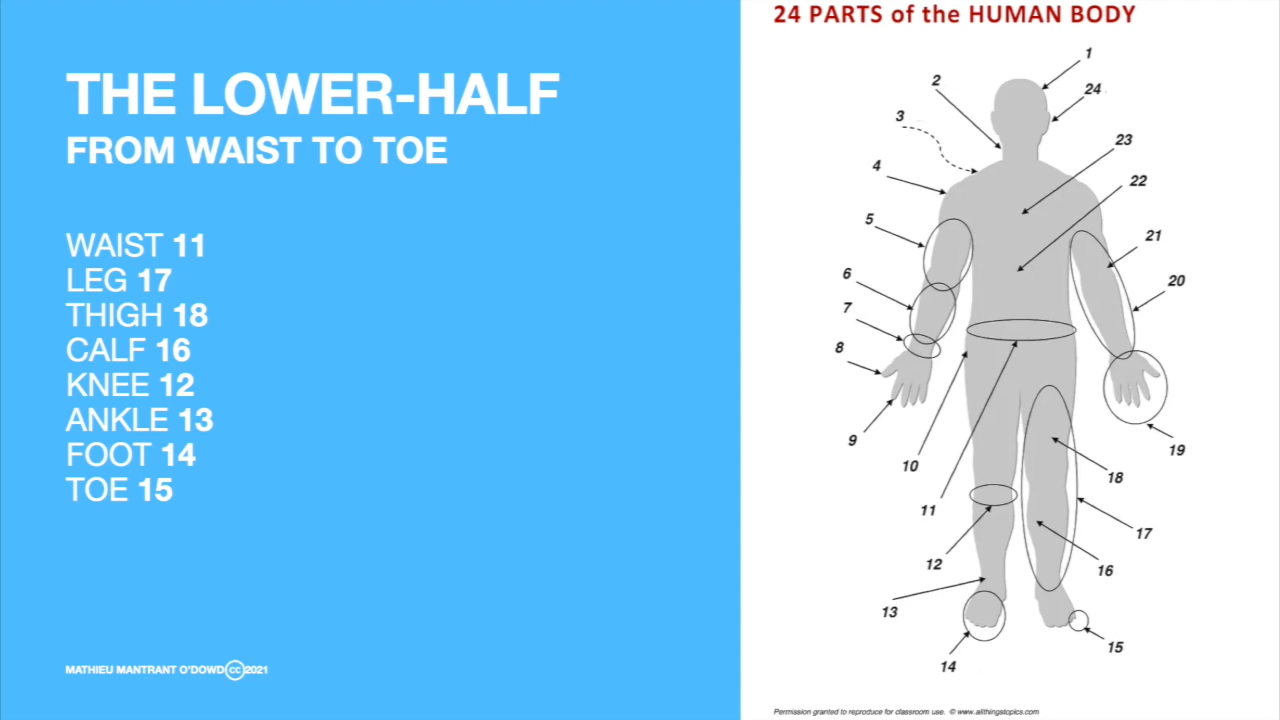 THE LOWER-HALF
FROM WAIST TO TOE
WAIST 11
LEG 17
THIGH 18
CALF 16
KNEE 12
ANKLE 13
FOOT 14
TOE 15
MATHIEU MANTRANT O'DOWD cc 2021
24 PARTS of the HUMAN BODY
1
2
24
3
23
4
22
5
21
6
20
7
8
9
19
10
18
11
17
12
16
13
15
14
Permission granted to reproduce for classroom use. © www.allthingstopics.com